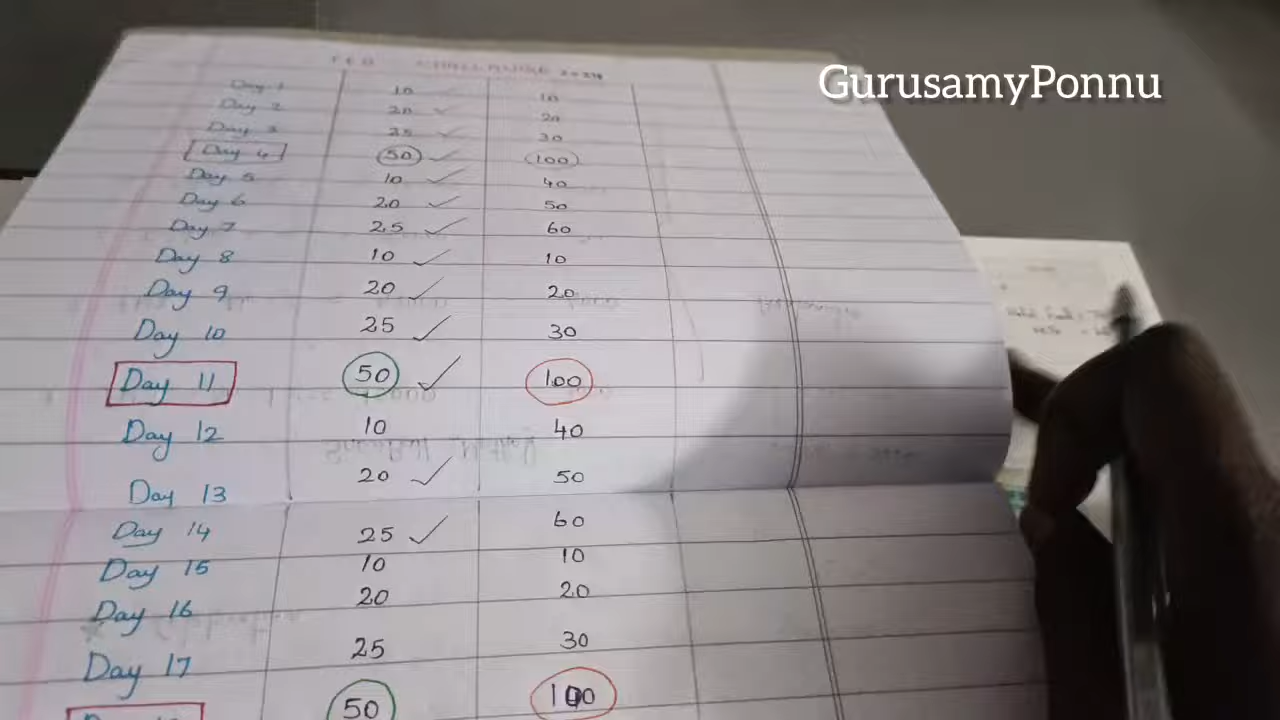 GurusamyPonnu
FEB CHALLENGE 2024
Day 1 10 10
Day 2 20 20
Day 3 25 30
Day 4 50 100
Day 5 10 40
Day 6 20 50
Day 7 25 60
Day 8 10 10
Day 9 20 20
Day 10 25 30
Day 11 50 100
Day 12 10 40
Day 13 20 50
Day 14 25 60
Day 15 10 10
Day 16 20 20
Day 17 25 30
50 100